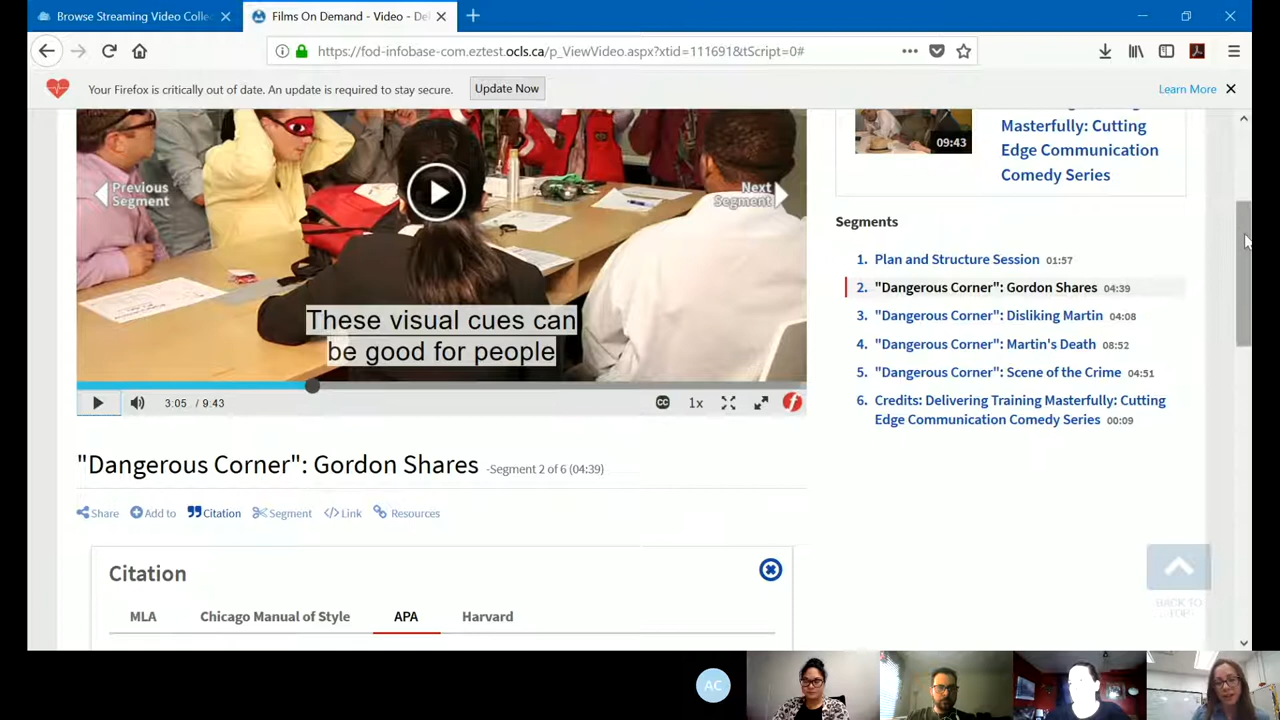 Browse Streaming Video Colle
Films On Demand - Video - De
https://fod-infobase-com.eztest.ocls.ca/p_ViewVideo.aspx?xtid=111691&tScript=0#
Your Firefox is critically out of date. An update is required to stay secure.
Update Now
Learn More
Previous
Segment
Next
Segment
These visual cues can
be good for people
3:05 / 9.43
CC
1x
09:43
Masterfully: Cutting
Edge Communication
Comedy Series
Segments
1. Plan and Structure Session 01:57
2. "Dangerous Corner": Gordon Shares 04:39
3. "Dangerous Corner": Disliking Martin 04:08
4. "Dangerous Corner": Martin's Death 08:52
5. "Dangerous Corner": Scene of the Crime 04:51
6. Credits: Delivering Training Masterfully: Cutting
Edge Communication Comedy Series 00:09
"Dangerous Corner": Gordon Shares -Segment 2 of 6 (04:39)
Share Add to Citation Segment Link Resources
Citation
MLA Chicago Manual of Style APA Harvard
BACK TO
TOP
AC